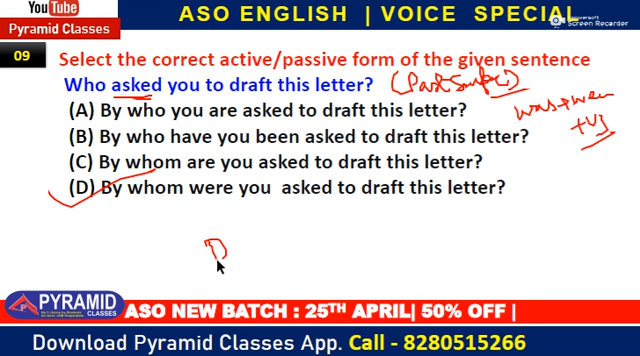 You Tube
Pyramid Classes
ASO ENGLISH | VOICE SPECIAL
Screen Recorder
09
Select the correct active/passive form of the given sentence
Who asked you to draft this letter? (Past Simple)
was+were
+V3
(A) By who you are asked to draft this letter?
(B) By who have you been asked to draft this letter?
(C) By whom are you asked to draft this letter?
(D) By whom were you asked to draft this letter?
D
PYRAMID
CLASSES
ASO NEW BATCH : 25TH APRIL| 50% OFF |
Download Pyramid Classes App. Call - 8280515266